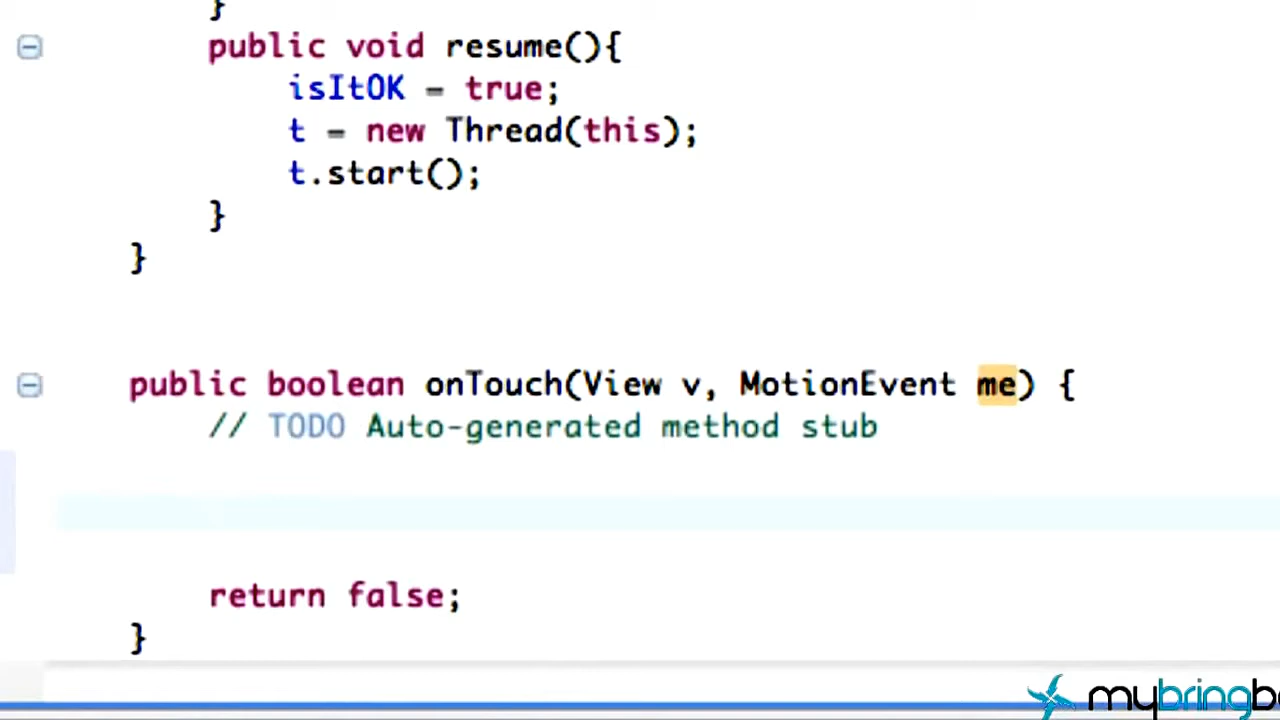 }
public void resume(){
isItOK = true;
t = new Thread(this);
t.start();
}
}
public boolean onTouch(View v, MotionEvent me) {
// TODO Auto-generated method stub
return false;
}
mybringb